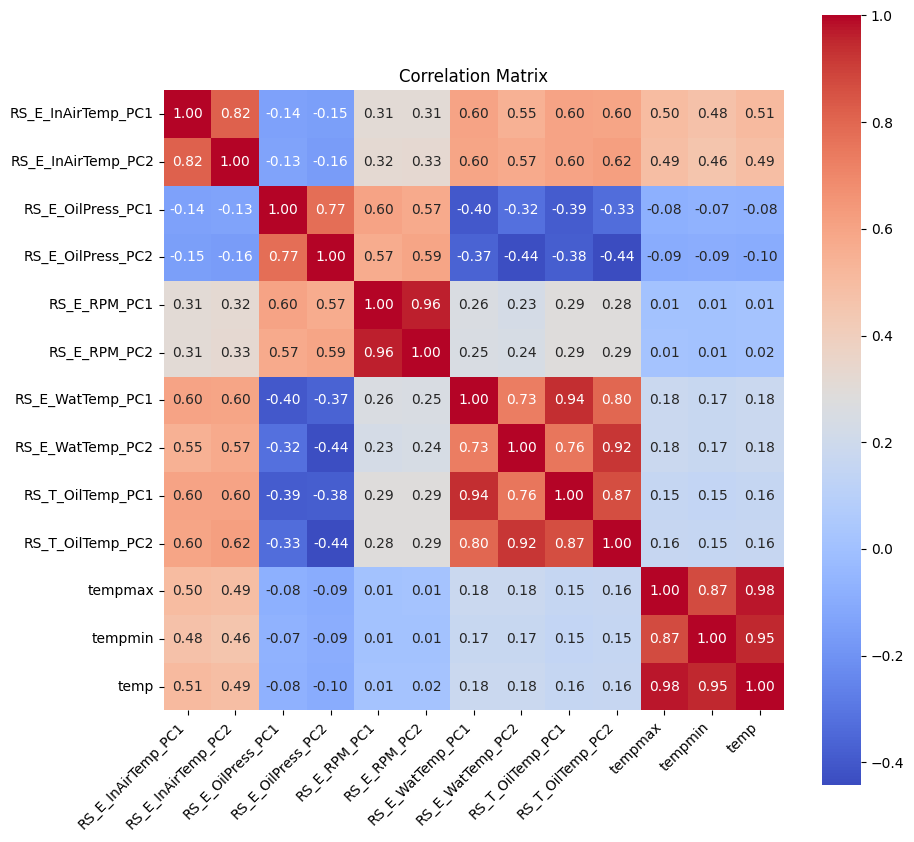 Correlation Matrix
RS_E_InAirTemp_PC1 1.00 0.82 -0.14 -0.15 0.31 0.31 0.60 0.55 0.60 0.60 0.50 0.48 0.51
RS_E_InAirTemp_PC2 0.82 1.00 -0.13 -0.16 0.32 0.33 0.60 0.57 0.60 0.62 0.49 0.46 0.49
RS_E_OilPress_PC1 -0.14 -0.13 1.00 0.77 0.60 0.57 -0.40 -0.32 -0.39 -0.33 -0.08 -0.07 -0.08
RS_E_OilPress_PC2 -0.15 -0.16 0.77 1.00 0.57 0.59 -0.37 -0.44 -0.38 -0.44 -0.09 -0.09 -0.10
RS_E_RPM_PC1 0.31 0.32 0.60 0.57 1.00 0.96 0.26 0.23 0.29 0.28 0.01 0.01 0.01
RS_E_RPM_PC2 0.31 0.33 0.57 0.59 0.96 1.00 0.25 0.24 0.29 0.29 0.01 0.01 0.02
RS_E_WatTemp_PC1 0.60 0.60 -0.40 -0.37 0.26 0.25 1.00 0.73 0.94 0.80 0.18 0.17 0.18
RS_E_WatTemp_PC2 0.55 0.57 -0.32 -0.44 0.23 0.24 0.73 1.00 0.76 0.92 0.18 0.17 0.18
RS_T_OilTemp_PC1 0.60 0.60 -0.39 -0.38 0.29 0.29 0.94 0.76 1.00 0.87 0.15 0.15 0.16
RS_T_OilTemp_PC2 0.60 0.62 -0.33 -0.44 0.28 0.29 0.80 0.92 0.87 1.00 0.16 0.15 0.16
tempmax 0.50 0.49 -0.08 -0.09 0.01 0.01 0.18 0.18 0.15 0.16 1.00 0.87 0.98
tempmin 0.48 0.46 -0.07 -0.09 0.01 0.01 0.17 0.17 0.15 0.15 0.87 1.00 0.95
temp 0.51 0.49 -0.08 -0.10 0.01 0.02 0.18 0.18 0.16 0.16 0.98 0.95 1.00
RS_E_InAirTemp_PC1
RS_E_InAirTemp_PC2
RS_E_OilPress_PC1
RS_E_OilPress_PC2
RS_E_RPM_PC1
RS_E_RPM_PC2
RS_E_WatTemp_PC1
RS_E_WatTemp_PC2
RS_T_OilTemp_PC1
RS_T_OilTemp_PC2
tempmax
tempmin
temp
1.0
0.8
0.6
0.4
0.2
0.0
−0.2
−0.4